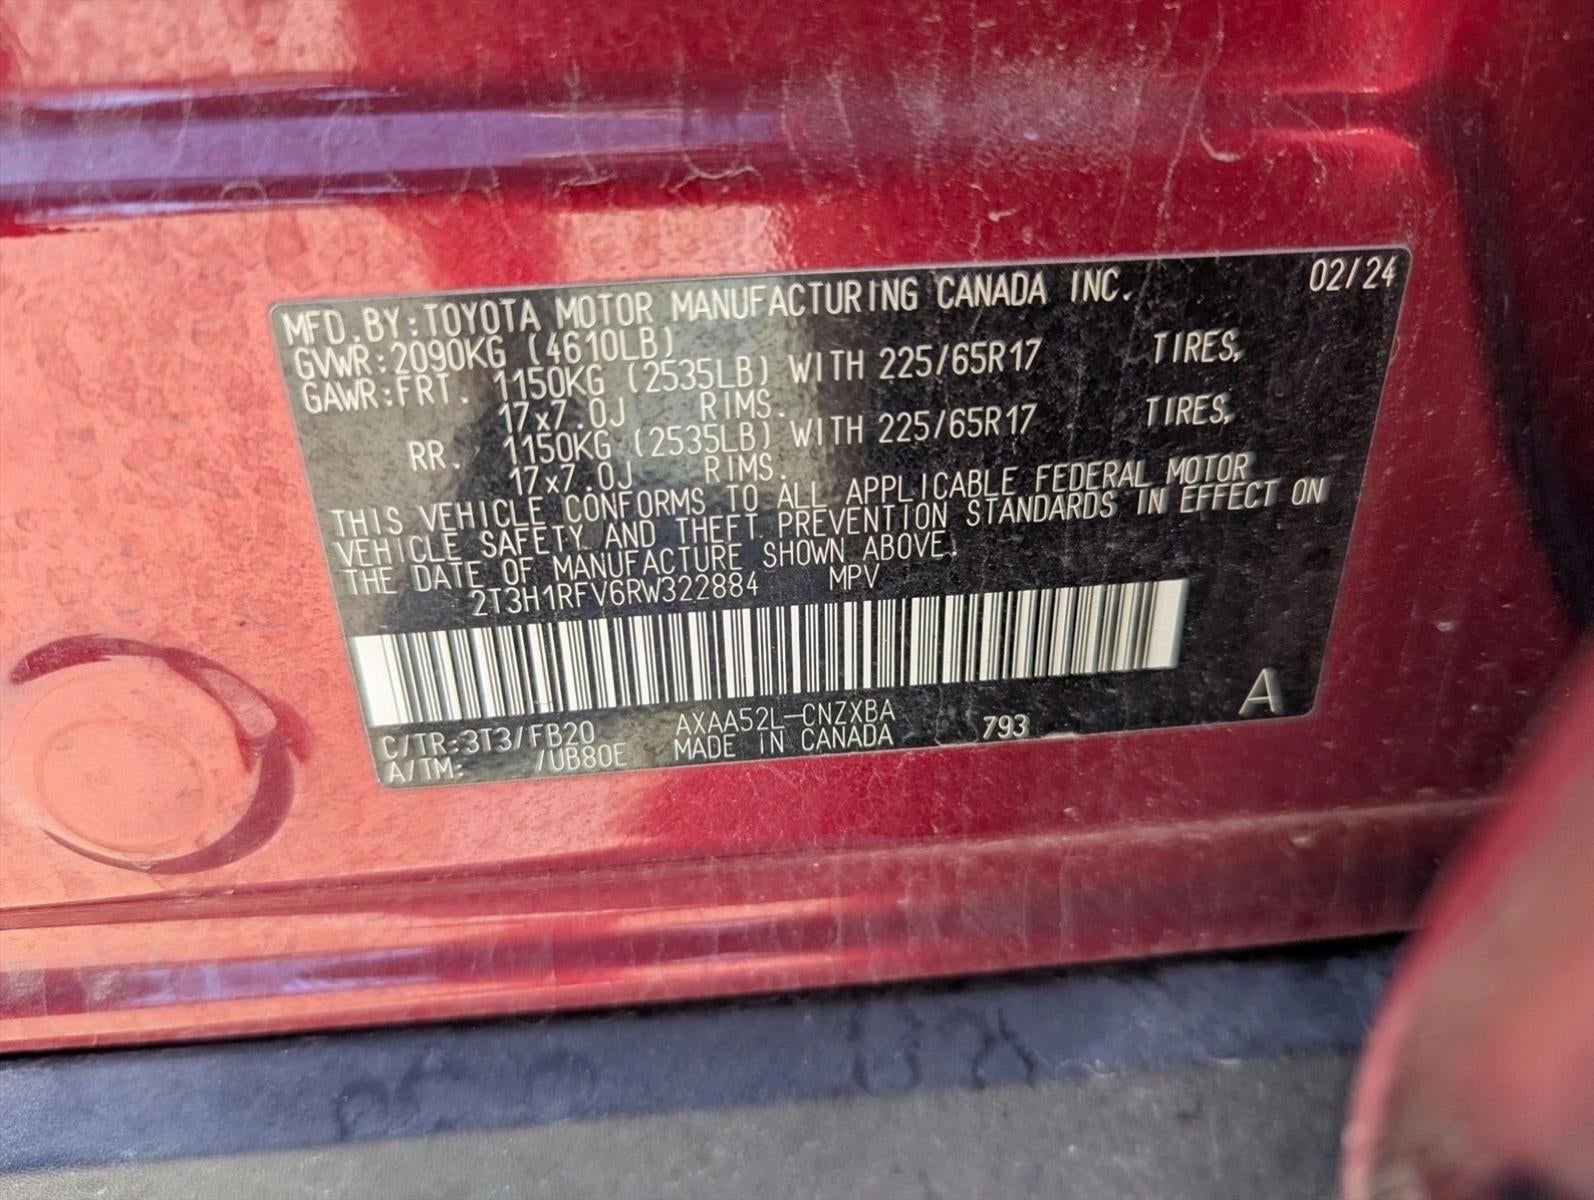 MFD.BY:TOYOTA MOTOR MANUFACTURING CANADA INC. 02/24
GVWR:2090KG (4610LB)
GAWR:FRT. 1150KG (2535LB) WITH 225/65R17 TIRES,
17x7.0J RIMS.
RR. 1150KG (2535LB) WITH 225/65R17 TIRES,
17x7.0J RIMS.
THIS VEHICLE CONFORMS TO ALL APPLICABLE FEDERAL MOTOR
VEHICLE SAFETY AND THEFT PREVENTION STANDARDS IN EFFECT ON
THE DATE OF MANUFACTURE SHOWN ABOVE.
2T3H1RFV6RW322884 MPV
C/TR:3T3/FB20 AXAA52L-CNZXBA 793 A
A/TM: /UB80E MADE IN CANADA